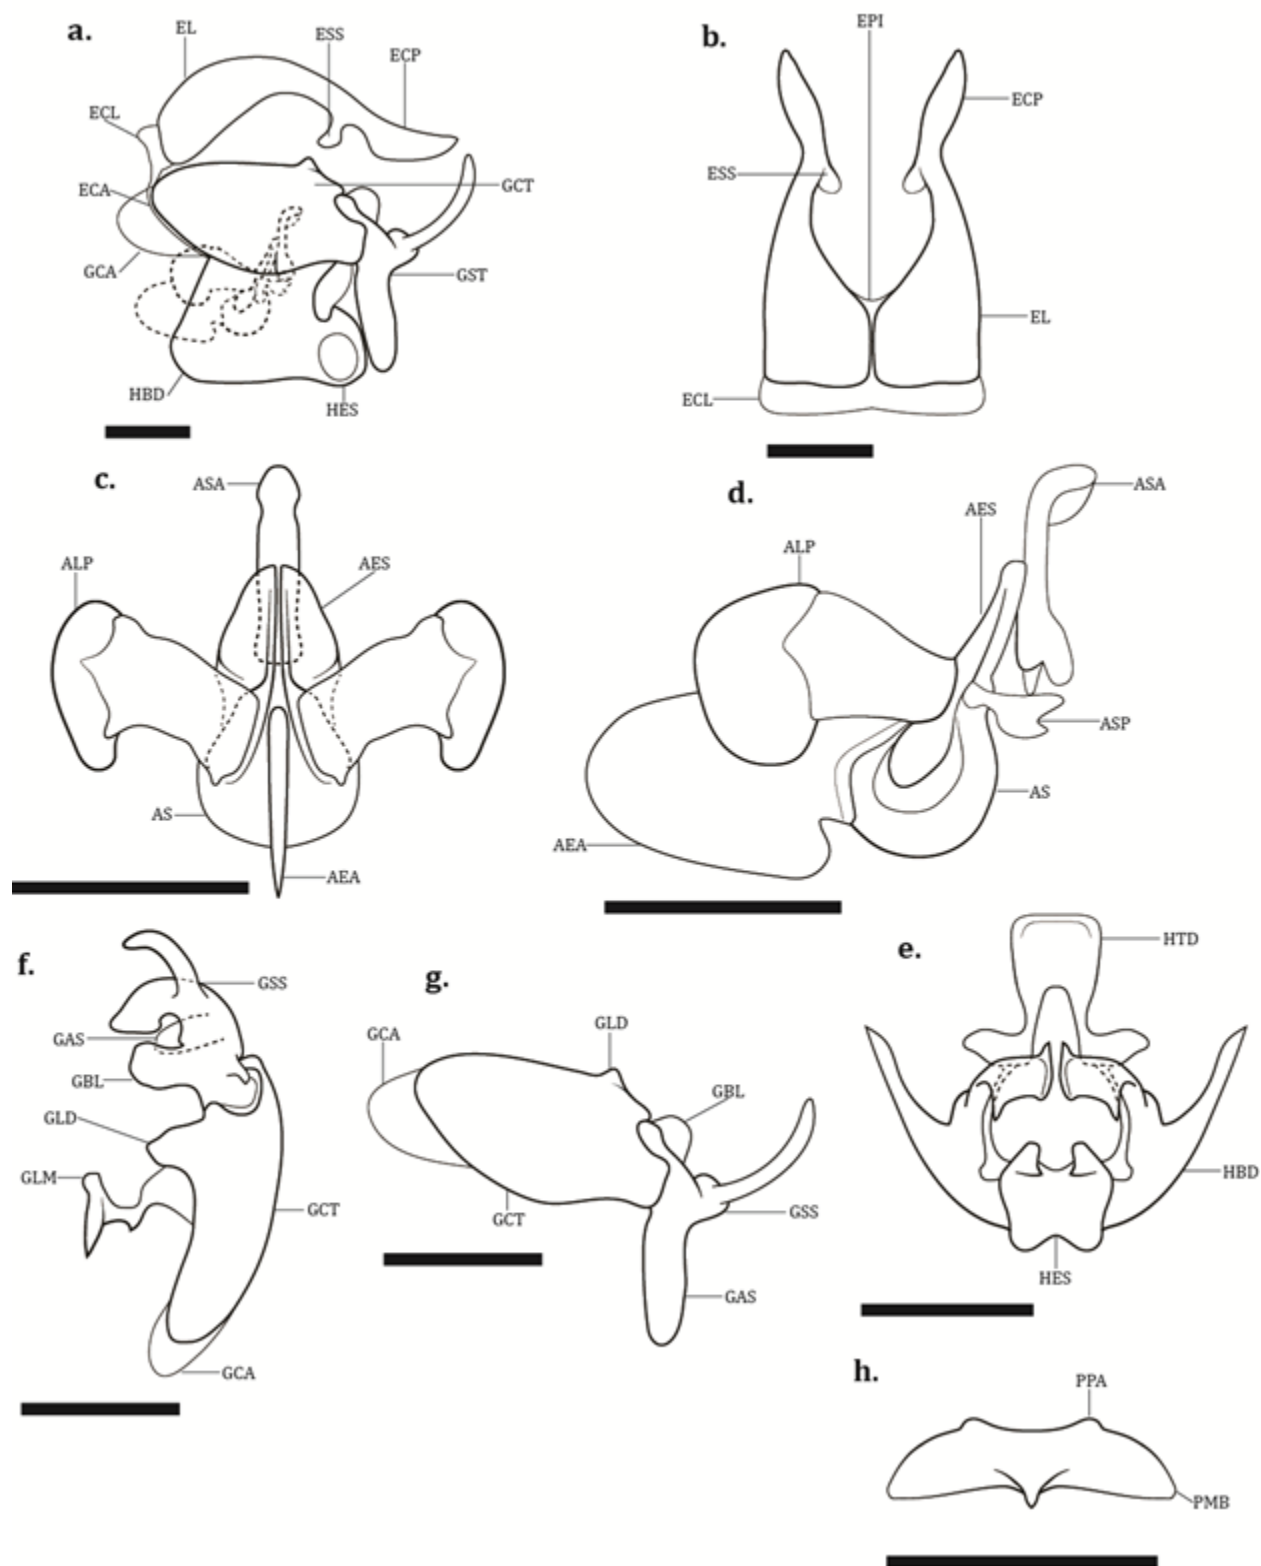 a.
EL
ESS
ECP
ECL
ECA
GCT
GCA
GST
HBD
HES
b.
EPI
ECP
ESS
EL
ECL
c.
ASA
ALP
AES
AS
AEA
d.
ASA
AES
ALP
ASP
AS
AEA
f.
GSS
GAS
GBL
GLD
GLM
GCT
GCA
g.
GLD
GCA
GBL
GCT
GSS
GAS
e.
HTD
HBD
HES
h.
PPA
PMB